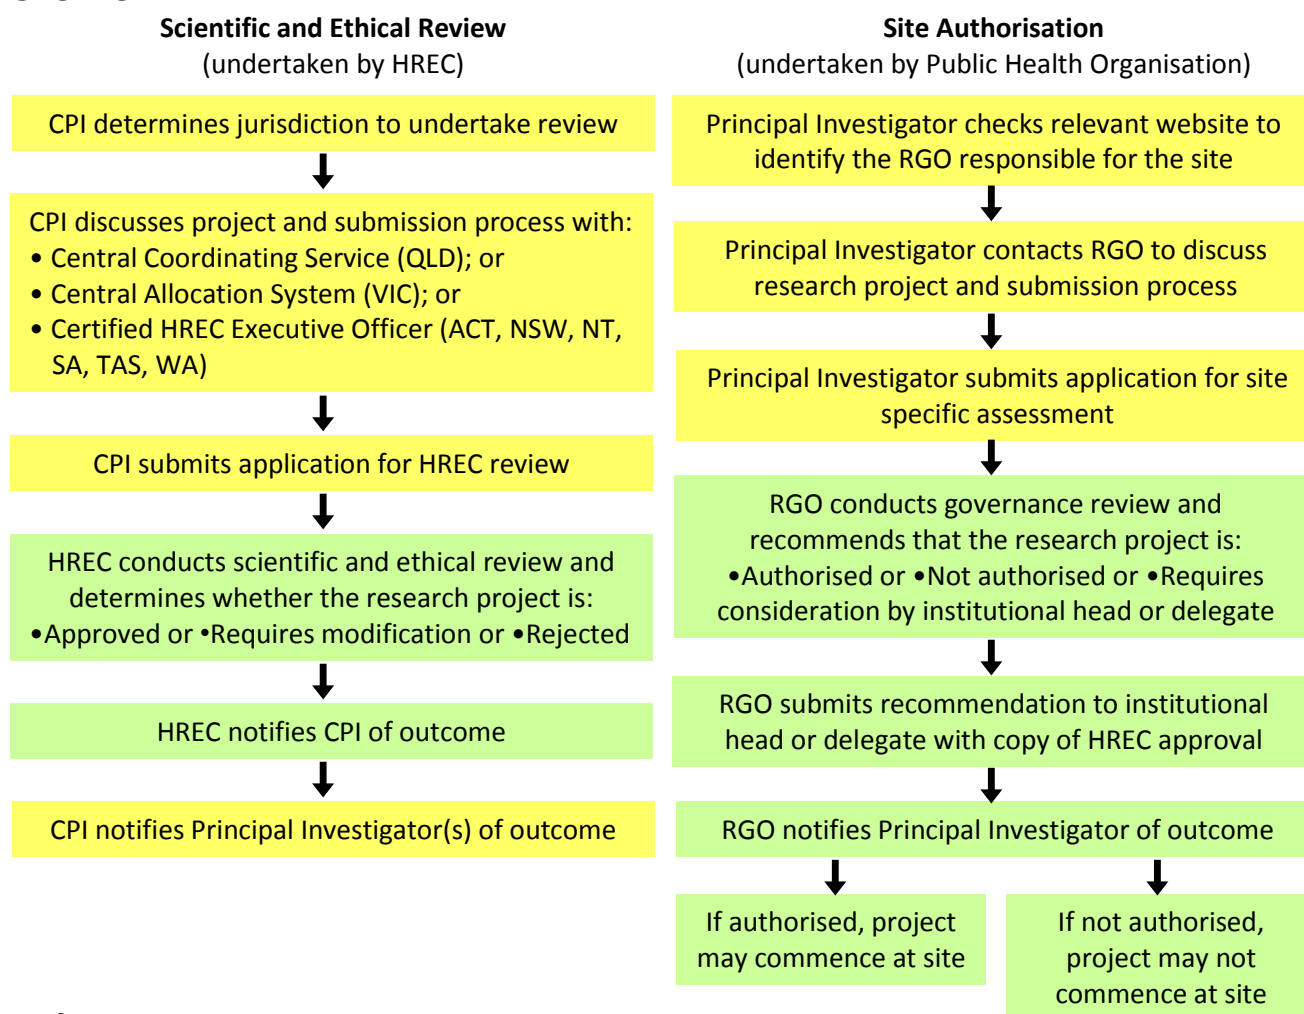 Scientific and Ethical Review
(undertaken by HREC)
CPI determines jurisdiction to undertake review
CPI discusses project and submission process with:
• Central Coordinating Service (QLD); or
• Central Allocation System (VIC); or
• Certified HREC Executive Officer (ACT, NSW, NT,
SA, TAS, WA)
CPI submits application for HREC review
HREC conducts scientific and ethical review and
determines whether the research project is:
•Approved or •Requires modification or •Rejected
HREC notifies CPI of outcome
CPI notifies Principal Investigator(s) of outcome
Site Authorisation
(undertaken by Public Health Organisation)
Principal Investigator checks relevant website to
identify the RGO responsible for the site
Principal Investigator contacts RGO to discuss
research project and submission process
Principal Investigator submits application for site
specific assessment
RGO conducts governance review and
recommends that the research project is:
•Authorised or •Not authorised or •Requires
consideration by institutional head or delegate
RGO submits recommendation to institutional
head or delegate with copy of HREC approval
RGO notifies Principal Investigator of outcome
If authorised, project
may commence at site
If not authorised,
project may not
commence at site